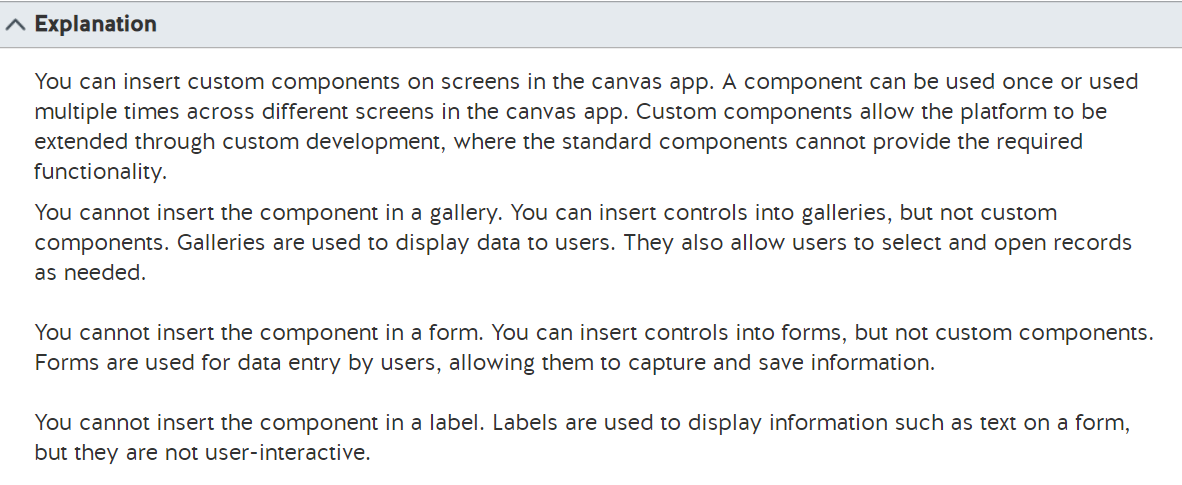 Explanation
You can insert custom components on screens in the canvas app. A component can be used once or used
multiple times across different screens in the canvas app. Custom components allow the platform to be
extended through custom development, where the standard components cannot provide the required
functionality.
You cannot insert the component in a gallery. You can insert controls into galleries, but not custom
components. Galleries are used to display data to users. They also allow users to select and open records
as needed.
You cannot insert the component in a form. You can insert controls into forms, but not custom components.
Forms are used for data entry by users, allowing them to capture and save information.
You cannot insert the component in a label. Labels are used to display information such as text on a form,
but they are not user-interactive.